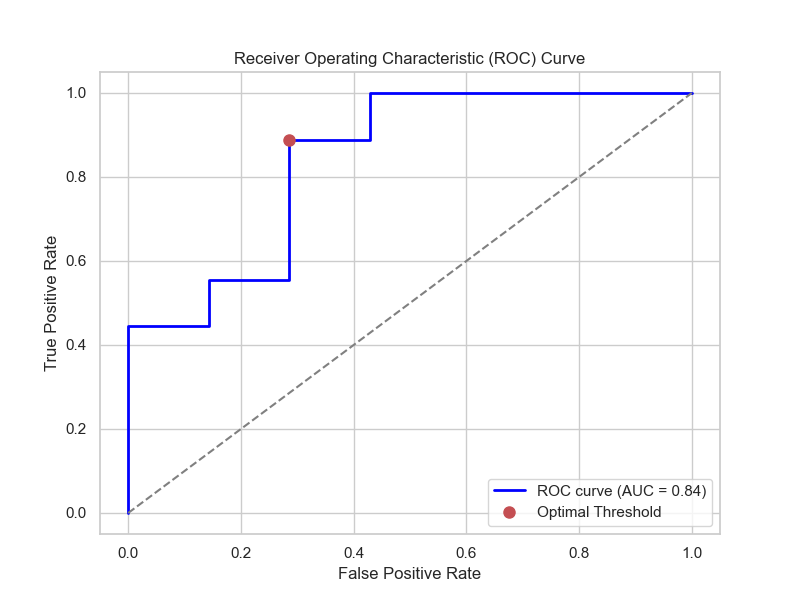 Receiver Operating Characteristic (ROC) Curve
True Positive Rate
1.0
0.8
0.6
0.4
0.2
0.0
ROC curve (AUC = 0.84)
Optimal Threshold
0.0 0.2 0.4 0.6 0.8 1.0
False Positive Rate